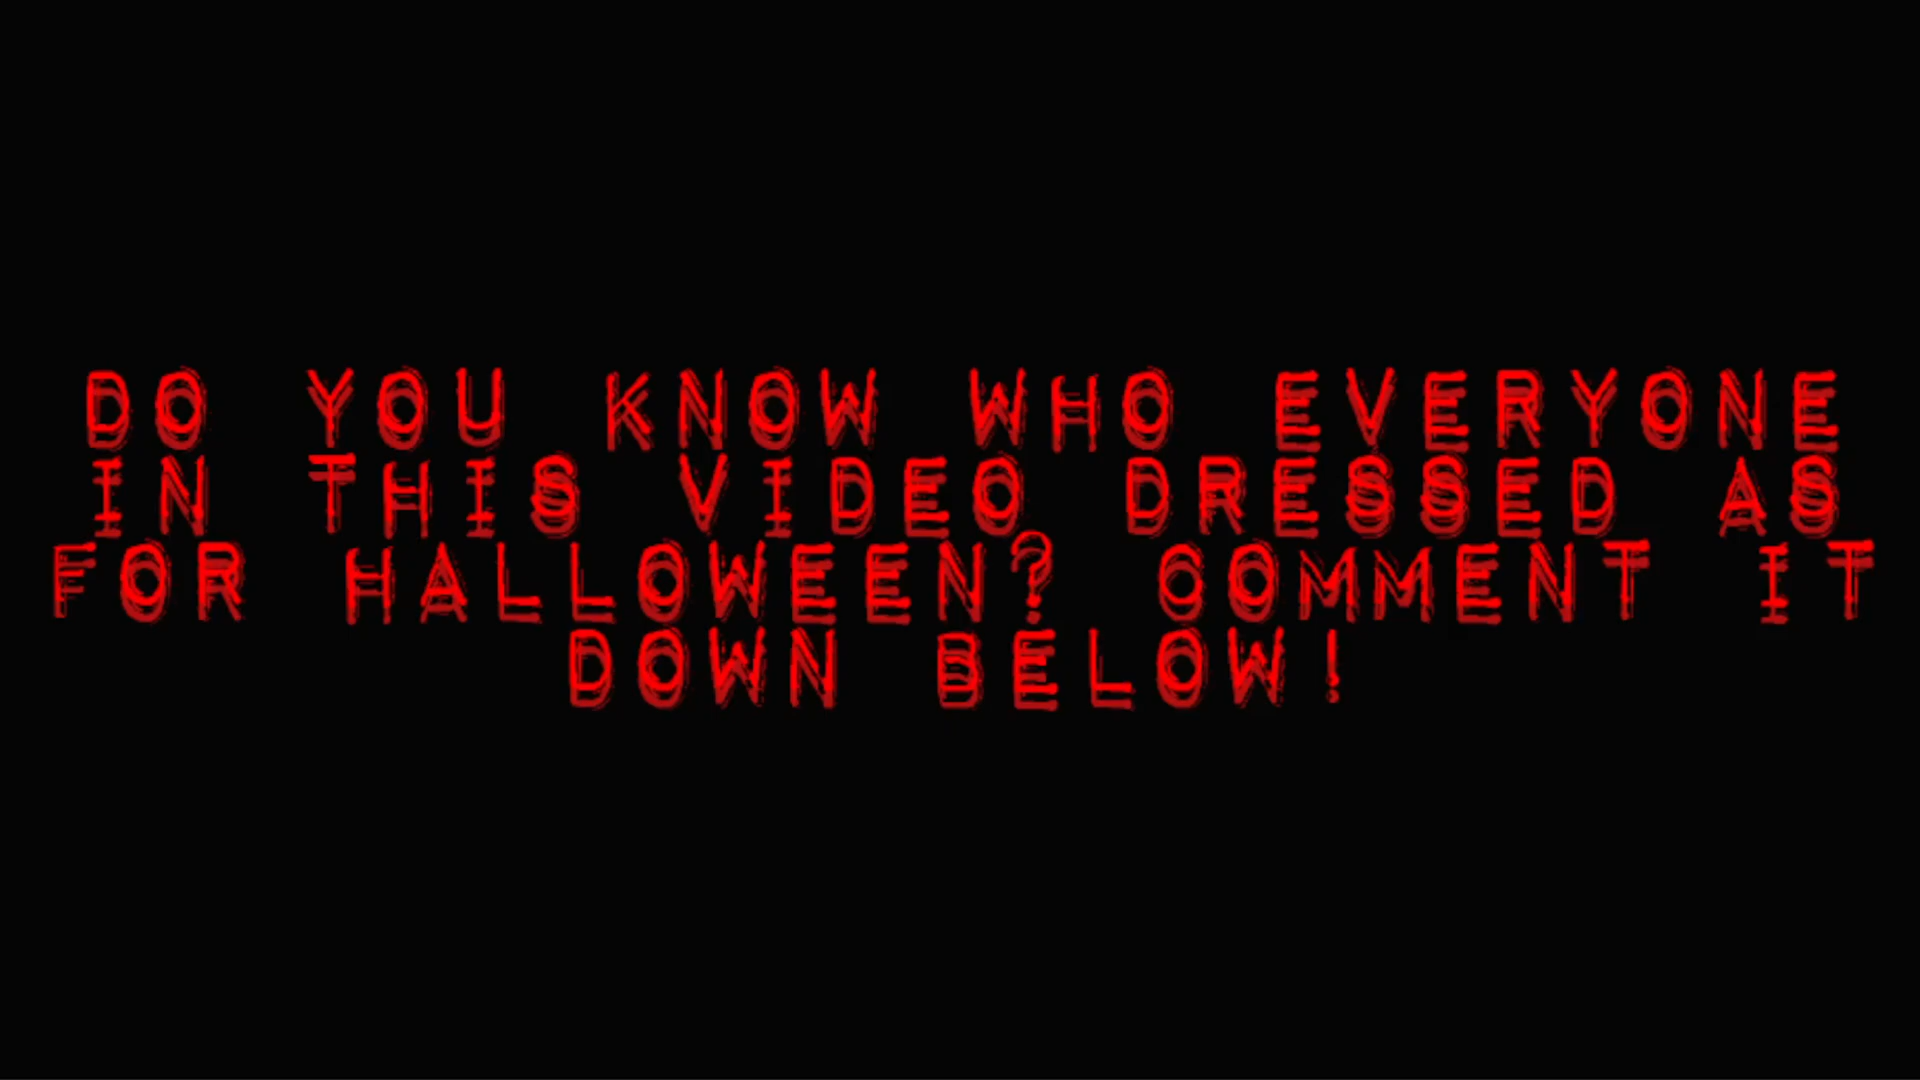 DO YOU KNOW WHO EVERYONE
IN THIS VIDEO DRESSED AS
FOR HALLOWEEN? COMMENT IT
DOWN BELOW!